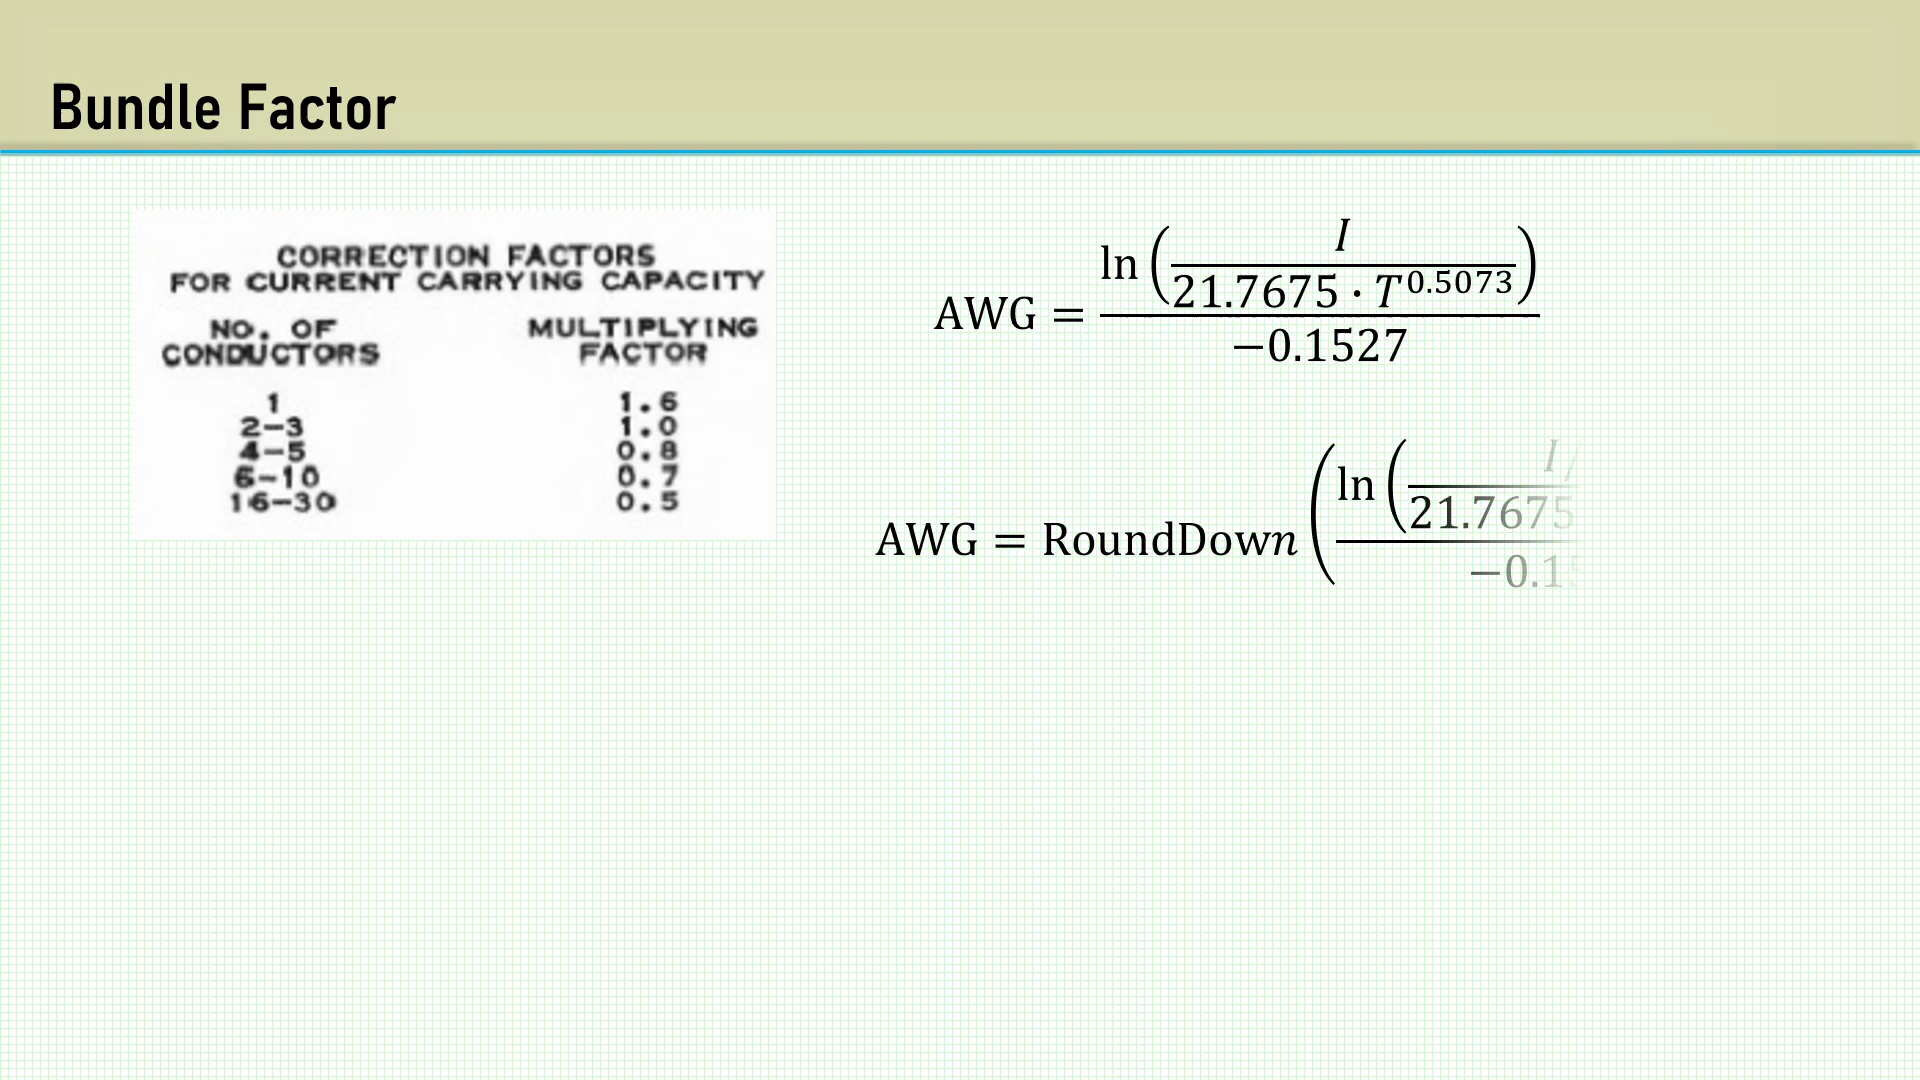 Bundle Factor
CORRECTION FACTORS
FOR CURRENT CARRYING CAPACITY
NO. OF CONDUCTORS MULTIPLYING FACTOR
1 1.6
2-3 1.0
4-5 0.8
6-10 0.7
16-30 0.5
AWG = ln(I / 21.7675 · T^0.5073) / −0.1527
AWG = RoundDown(ln(I / 21.7675 −0.1